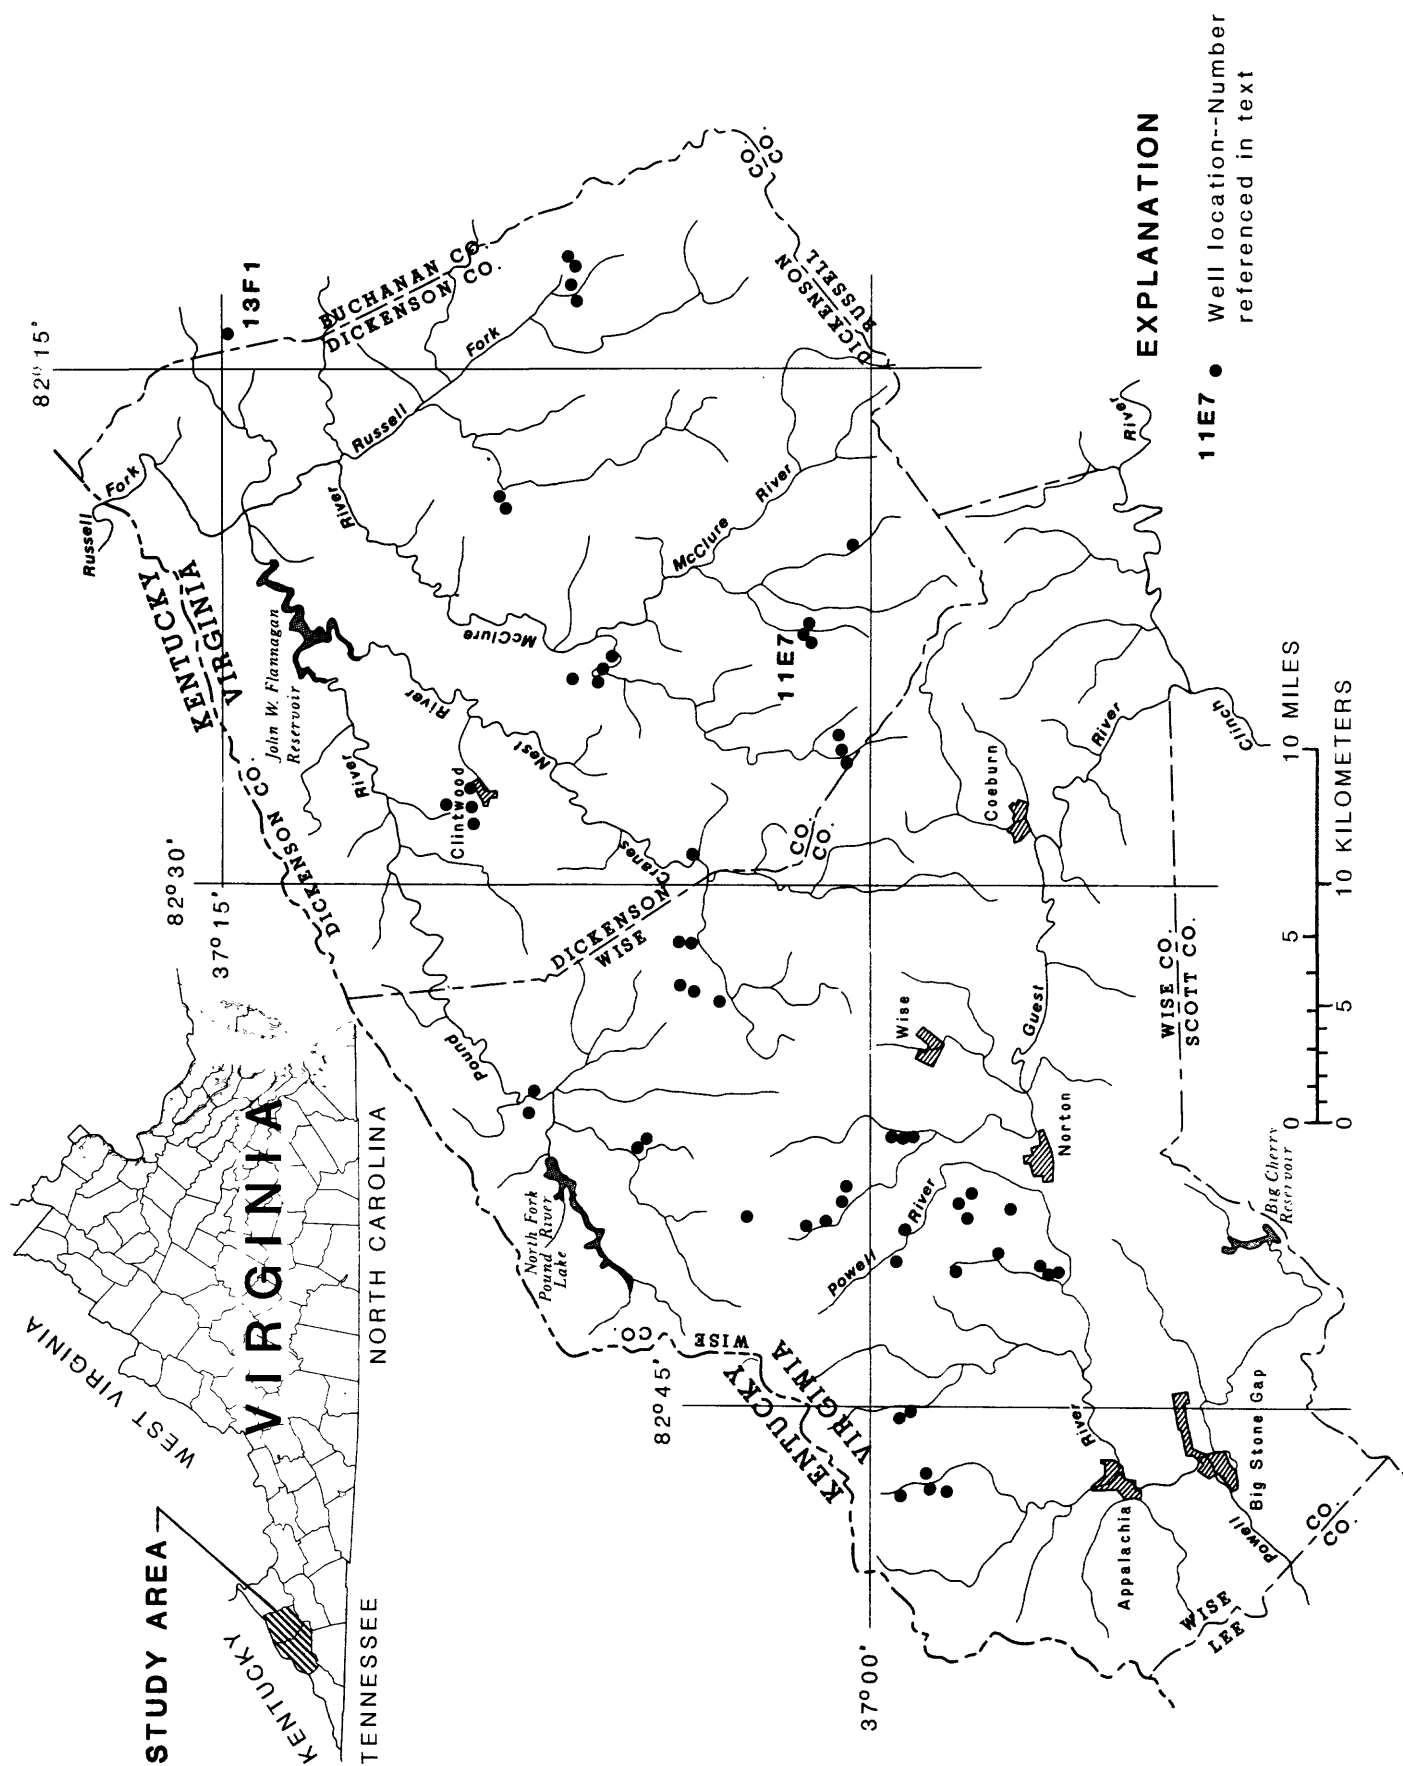 STUDY AREA
WEST VIRGINIA
KENTUCKY
VIRGINIA
TENNESSEE
NORTH CAROLINA
82° 15'
82° 30'
82° 45'
37° 15'
37° 00'
Russell
Fork
KENTUCKY
VIRGINIA
13F1
BUCHANAN CO.
DICKENSON CO.
John W. Flannagan
Reservoir
DICKENSON CO.
DICKENSON
River
Russell
Fork
River
McClure
River
Nest
Cranes
Clintwood
River
Pound
McClure
River
11E7
DICKENSON
WISE
CO.
CO.
DICKENSON
RUSSELL
CO.
CO.
North Fork
Pound River
Lake
WISE
CO.
KENTUCKY
VIRGINIA
Powell
River
Wise
Norton
Guest
River
Coeburn
Clinch
River
WISE CO.
SCOTT CO.
Big Cherry
Reservoir
River
Appalachia
Big Stone Gap
Powell
WISE
LEE
CO.
CO.
0
5
10 MILES
0
5
10 KILOMETERS
EXPLANATION
11E7
Well location--Number
referenced in text